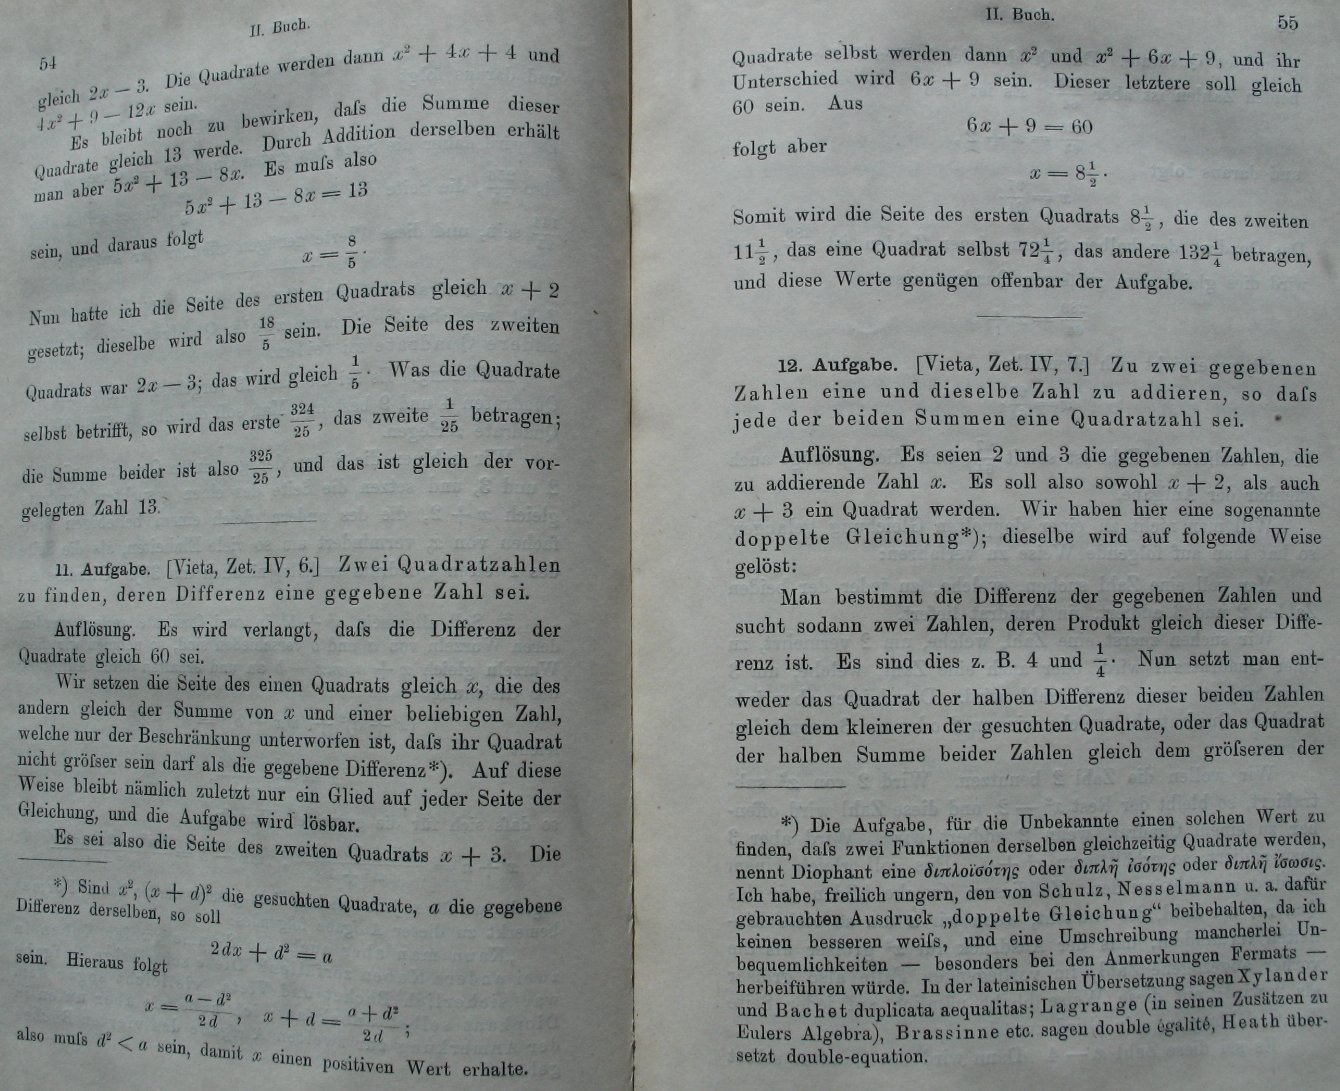 54
II. Buch.
gleich 2x — 3. Die Quadrate werden dann x² + 4x + 4 und
4x² + 9 — 12x sein.
Es bleibt noch zu bewirken, daſs die Summe dieser
Quadrate gleich 13 werde. Durch Addition derselben erhält
man aber 5x² + 13 — 8x. Es muſs also
5x² + 13 — 8x = 13
sein, und daraus folgt
x = 8/5.
Nun hatte ich die Seite des ersten Quadrats gleich x + 2
gesetzt; dieselbe wird also 18/5 sein. Die Seite des zweiten
Quadrats war 2x — 3; das wird gleich 1/5. Was die Quadrate
selbst betrifft, so wird das erste 324/25, das zweite 1/25 betragen;
die Summe beider ist also 325/25, und das ist gleich der vor-
gelegten Zahl 13.
11. Aufgabe. [Vieta, Zet. IV, 6.] Zwei Quadratzahlen
zu finden, deren Differenz eine gegebene Zahl sei.
Auflösung. Es wird verlangt, daſs die Differenz der
Quadrate gleich 60 sei.
Wir setzen die Seite des einen Quadrats gleich x, die des
andern gleich der Summe von x und einer beliebigen Zahl,
welche nur der Beschränkung unterworfen ist, daſs ihr Quadrat
nicht gröſser sein darf als die gegebene Differenz*). Auf diese
Weise bleibt nämlich zuletzt nur ein Glied auf jeder Seite der
Gleichung, und die Aufgabe wird lösbar.
Es sei also die Seite des zweiten Quadrats x + 3. Die
*) Sind x², (x + d)² die gesuchten Quadrate, a die gegebene
Differenz derselben, so soll
2dx + d² = a
sein. Hieraus folgt
x = (a — d²)/2d, x + d = (a + d²)/2d;
also muſs d² < a sein, damit x einen positiven Wert erhalte.
II. Buch.
55
Quadrate selbst werden dann x² und x² + 6x + 9, und ihr
Unterschied wird 6x + 9 sein. Dieser letztere soll gleich
60 sein. Aus
6x + 9 = 60
folgt aber
x = 8 1/2.
Somit wird die Seite des ersten Quadrats 8 1/2, die des zweiten
11 1/2, das eine Quadrat selbst 72 1/4, das andere 132 1/4 betragen,
und diese Werte genügen offenbar der Aufgabe.
12. Aufgabe. [Vieta, Zet. IV, 7.] Zu zwei gegebenen
Zahlen eine und dieselbe Zahl zu addieren, so daſs
jede der beiden Summen eine Quadratzahl sei.
Auflösung. Es seien 2 und 3 die gegebenen Zahlen, die
zu addierende Zahl x. Es soll also sowohl x + 2, als auch
x + 3 ein Quadrat werden. Wir haben hier eine sogenannte
doppelte Gleichung*); dieselbe wird auf folgende Weise
gelöst:
Man bestimmt die Differenz der gegebenen Zahlen und
sucht sodann zwei Zahlen, deren Produkt gleich dieser Diffe-
renz ist. Es sind dies z. B. 4 und 1/4. Nun setzt man ent-
weder das Quadrat der halben Differenz dieser beiden Zahlen
gleich dem kleineren der gesuchten Quadrate, oder das Quadrat
der halben Summe beider Zahlen gleich dem gröſseren der
*) Die Aufgabe, für die Unbekannte einen solchen Wert zu
finden, daſs zwei Funktionen derselben gleichzeitig Quadrate werden,
nennt Diophant eine διπλοϊσότης oder διπλῆ ἰσότης oder διπλῆ ἴσωσις.
Ich habe, freilich ungern, den von Schulz, Nesselmann u. a. dafür
gebrauchten Ausdruck „doppelte Gleichung“ beibehalten, da ich
keinen besseren weiſs, und eine Umschreibung mancherlei Un-
bequemlichkeiten — besonders bei den Anmerkungen Fermats —
herbeiführen würde. In der lateinischen Übersetzung sagen Xylander
und Bachet duplicata aequalitas; Lagrange (in seinen Zusätzen zu
Eulers Algebra), Brassinne etc. sagen double égalité, Heath über-
setzt double-equation.